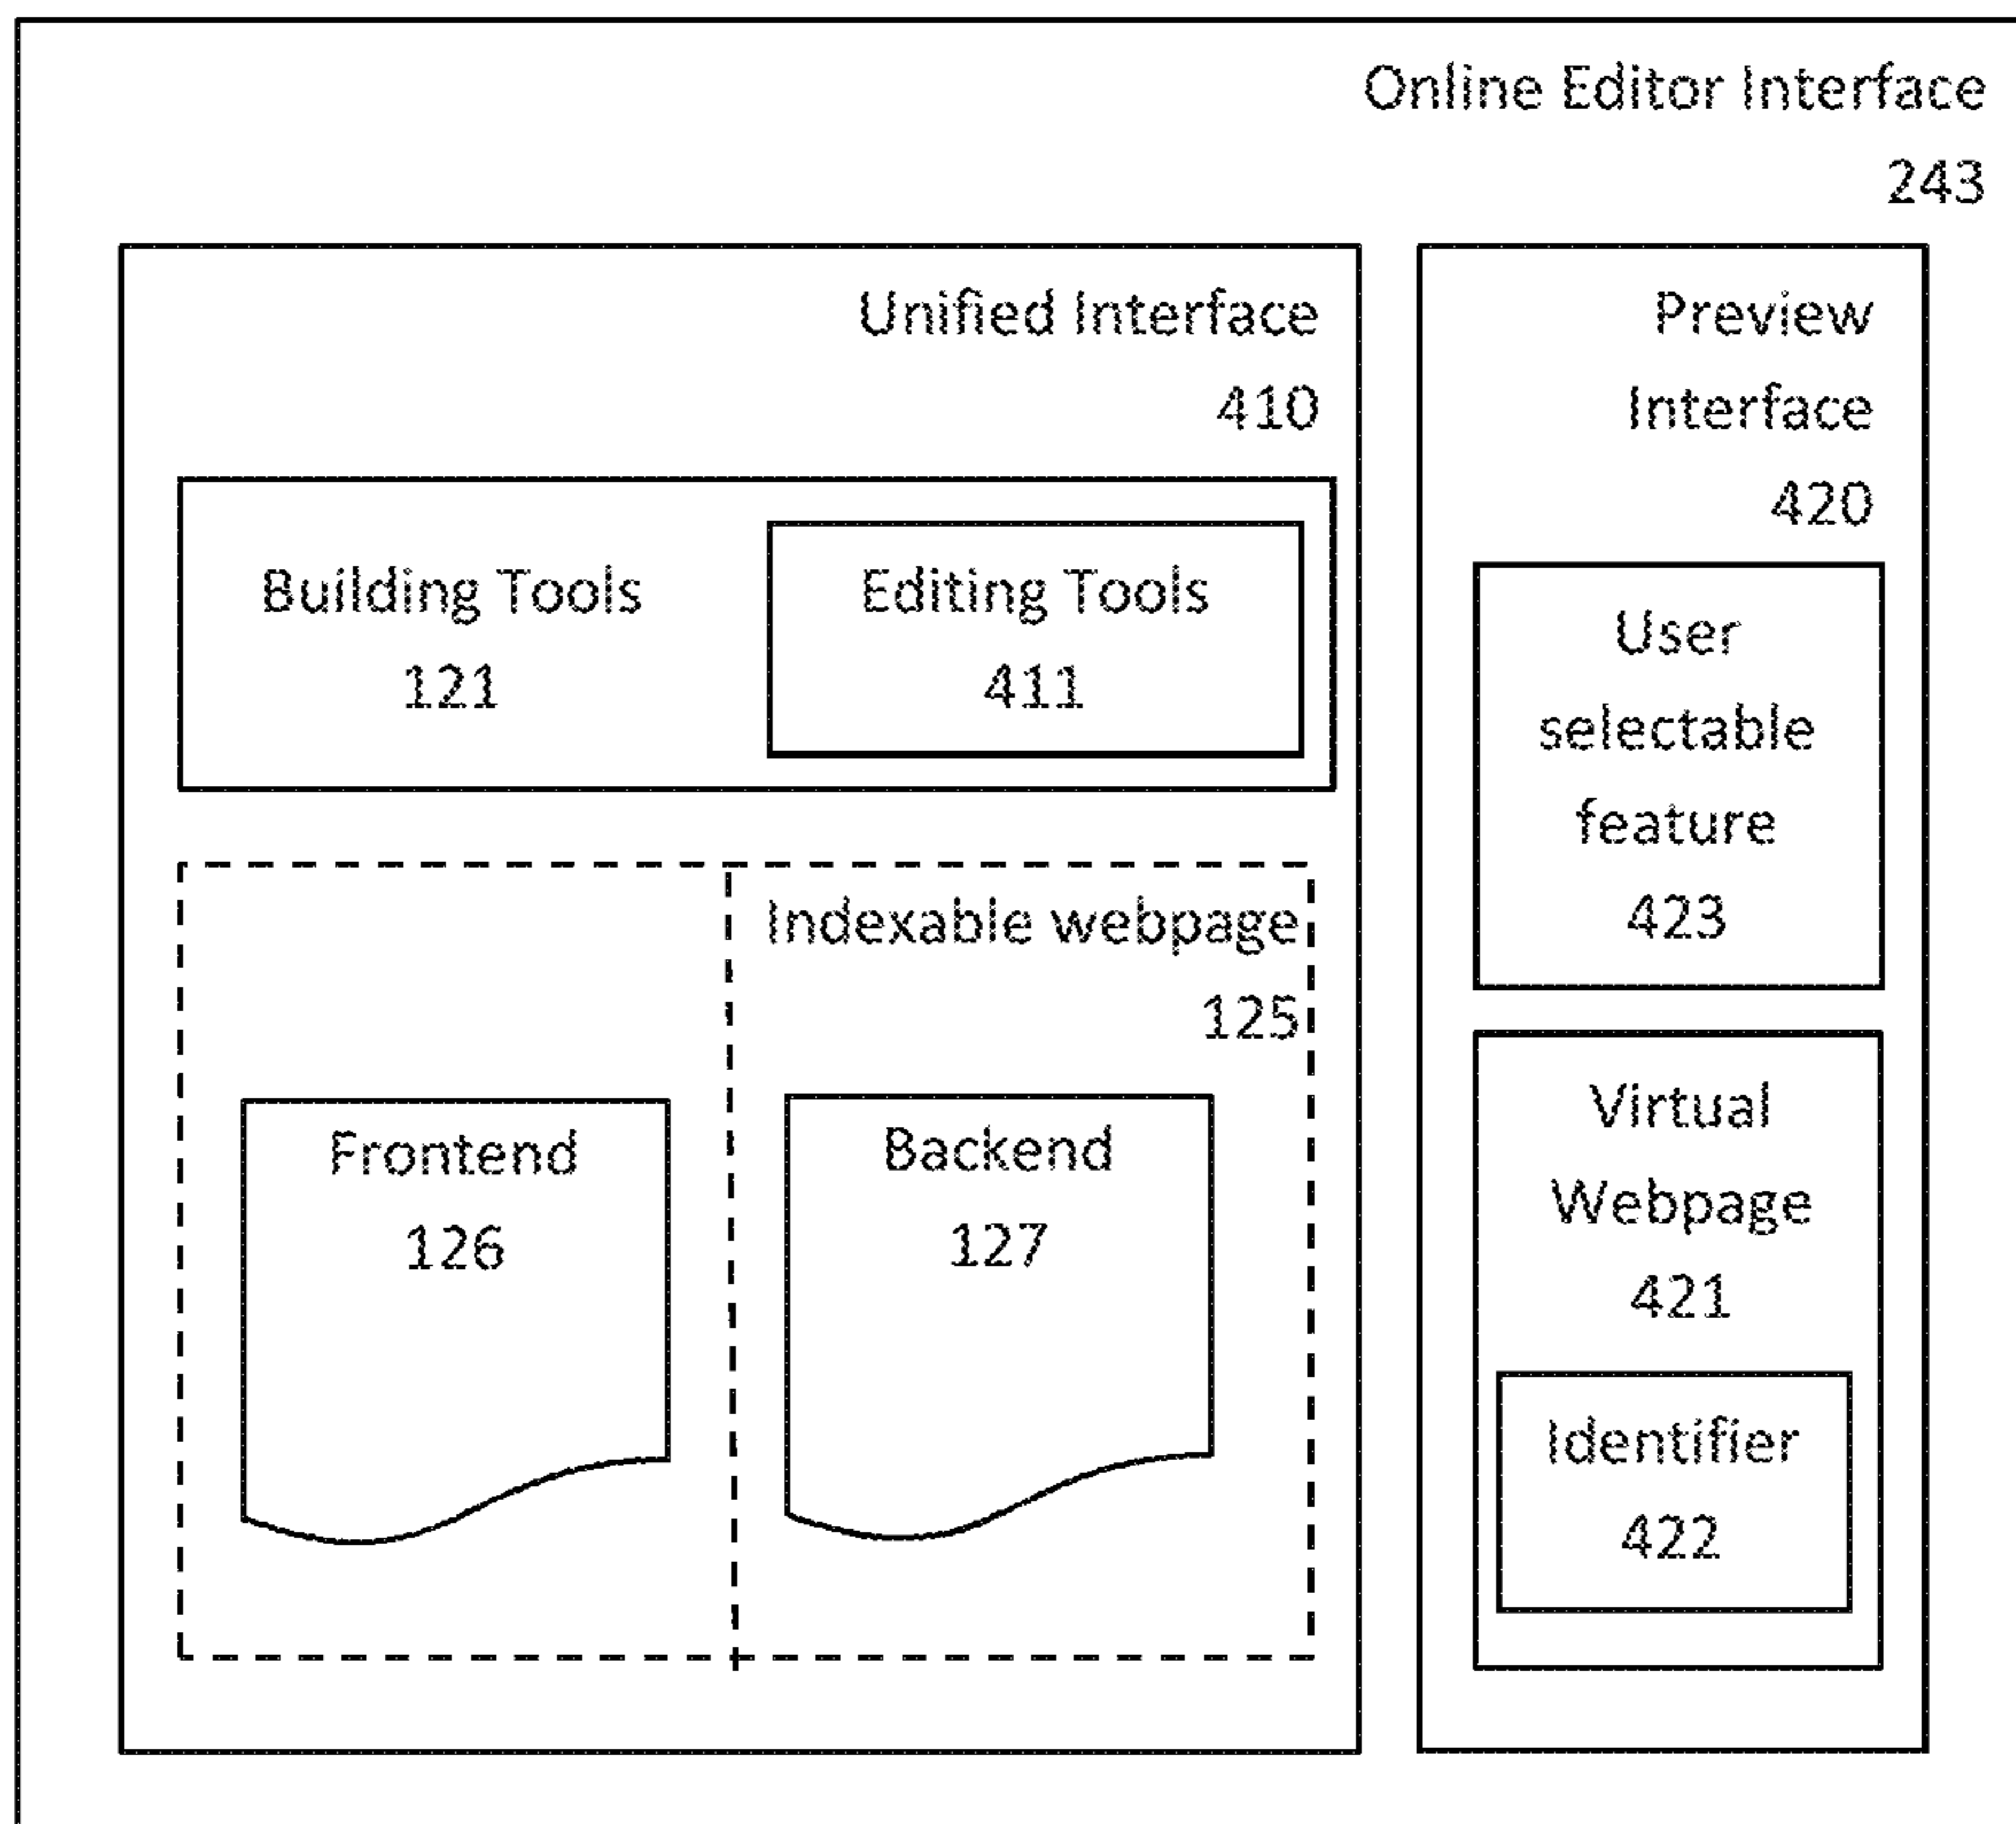 Online Editor Interface
243
Unified Interface
410
Building Tools
121
Editing Tools
411
Indexable webpage
125
Frontend
126
Backend
127
Preview
Interface
420
User
selectable
feature
423
Virtual
Webpage
421
Identifier
422